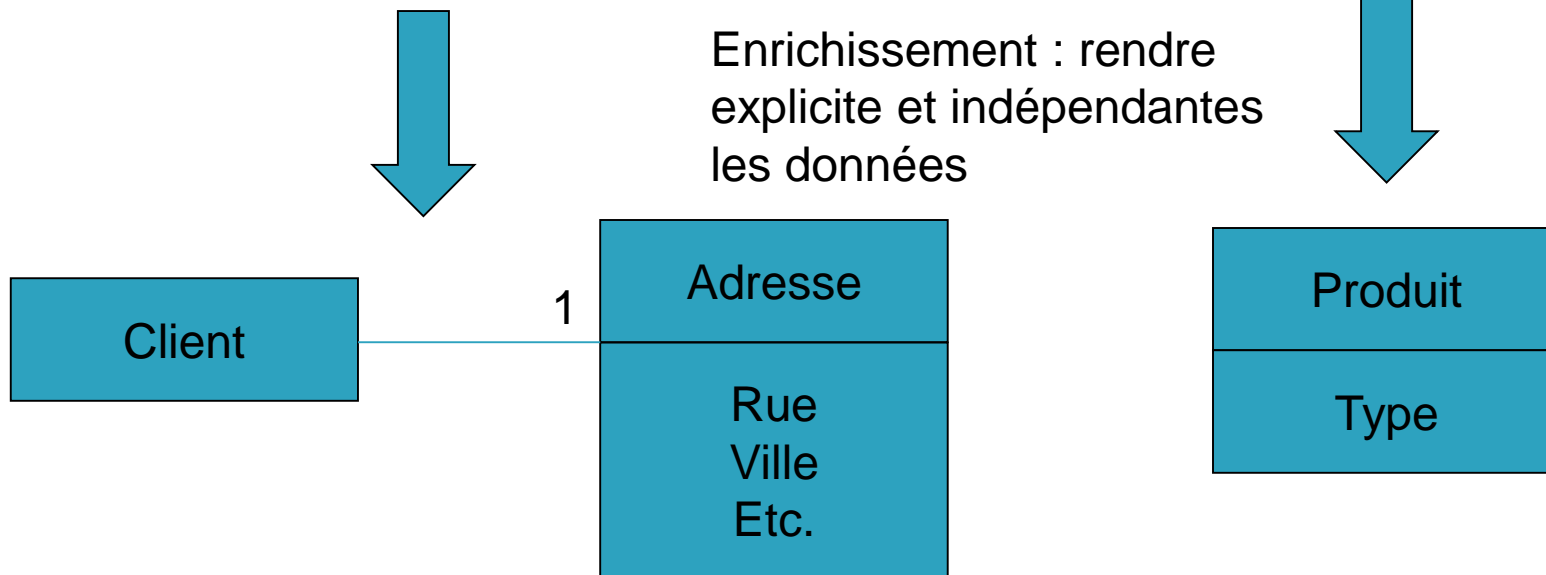 Enrichissement : rendre
explicite et indépendantes
les données
Client
1
Adresse
Rue
Ville
Etc.
Produit
Type